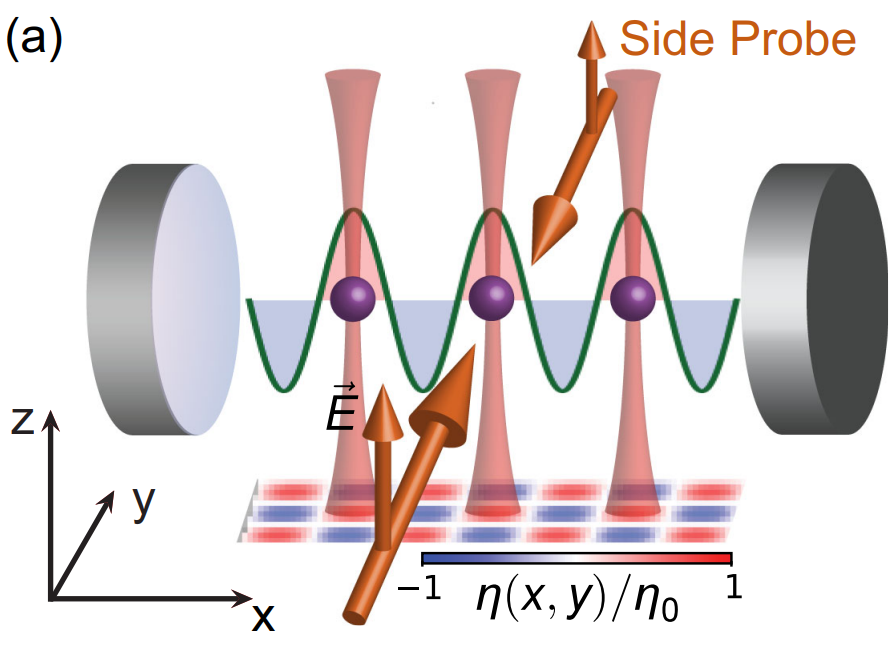 (a)
Side Probe
E⃗
z
y
x
−1
η(x, y)/η₀
1